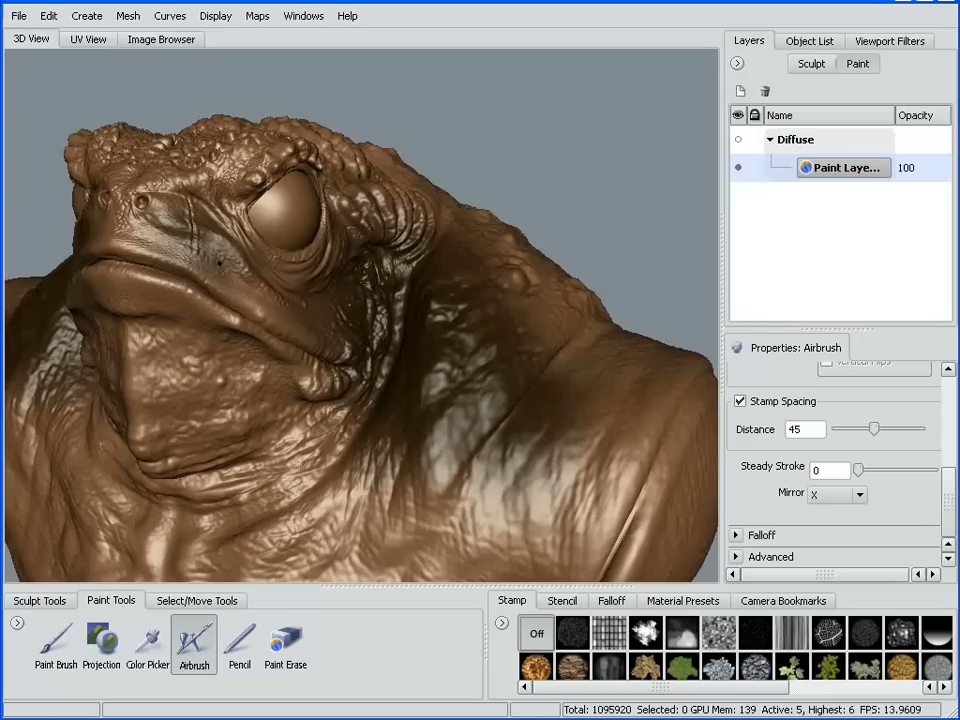 File Edit Create Mesh Curves Display Maps Windows Help
3D View UV View Image Browser
Layers Object List Viewport Filters
Sculpt Paint
Name Opacity
Diffuse
Paint Laye... 100
Properties: Airbrush
Stamp Spacing
Distance 45
Steady Stroke 0
Mirror X
Falloff
Advanced
Sculpt Tools Paint Tools Select/Move Tools
Stamp Stencil Falloff Material Presets Camera Bookmarks
Off
Paint Brush Projection Color Picker Airbrush Pencil Paint Erase
Total: 1095920 Selected: 0 GPU Mem: 139 Active: 5, Highest: 6 FPS: 13.9609